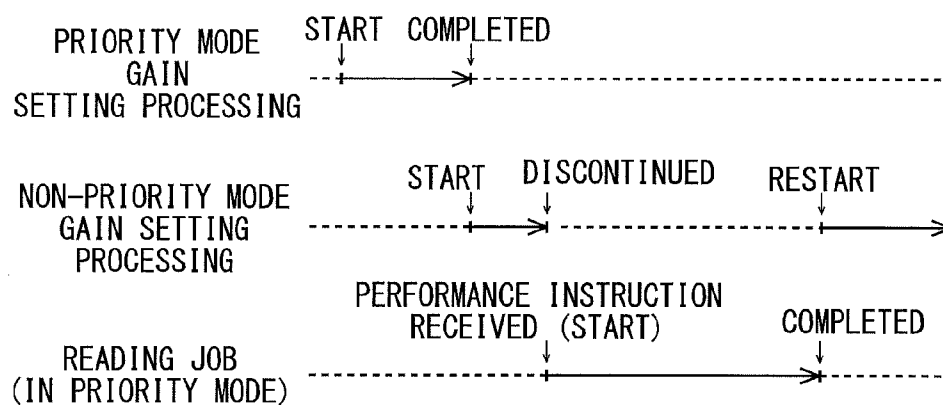 PRIORITY MODE
GAIN
SETTING PROCESSING
START COMPLETED
NON-PRIORITY MODE
GAIN SETTING
PROCESSING
START DISCONTINUED RESTART
READING JOB
(IN PRIORITY MODE)
PERFORMANCE INSTRUCTION
RECEIVED (START)
COMPLETED